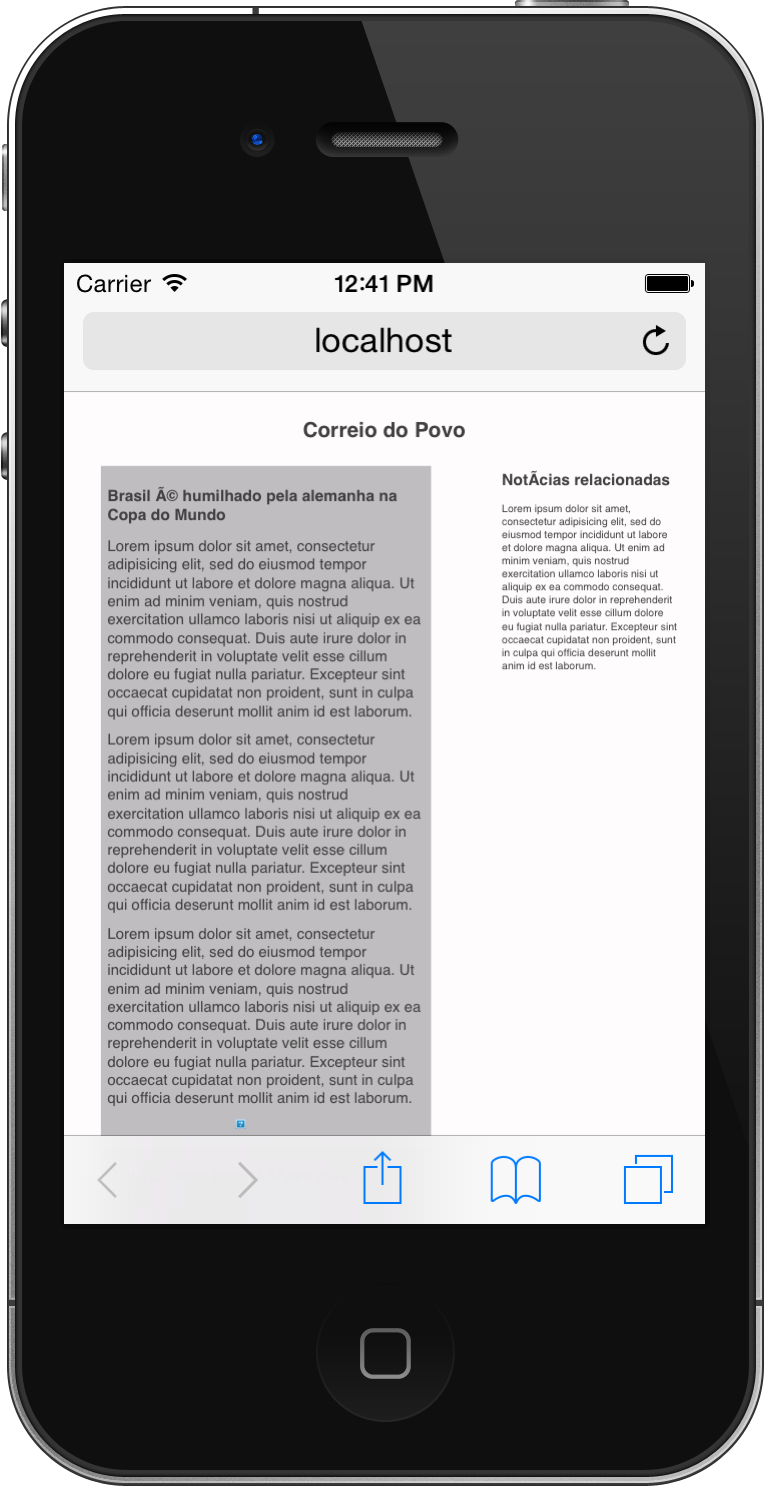 Carrier 12:41 PM
localhost
Correio do Povo
Brasil Ã© humilhado pela alemanha na
Copa do Mundo
Lorem ipsum dolor sit amet, consectetur
adipisicing elit, sed do eiusmod tempor
incididunt ut labore et dolore magna aliqua. Ut
enim ad minim veniam, quis nostrud
exercitation ullamco laboris nisi ut aliquip ex ea
commodo consequat. Duis aute irure dolor in
reprehenderit in voluptate velit esse cillum
dolore eu fugiat nulla pariatur. Excepteur sint
occaecat cupidatat non proident, sunt in culpa
qui officia deserunt mollit anim id est laborum.
Lorem ipsum dolor sit amet, consectetur
adipisicing elit, sed do eiusmod tempor
incididunt ut labore et dolore magna aliqua. Ut
enim ad minim veniam, quis nostrud
exercitation ullamco laboris nisi ut aliquip ex ea
commodo consequat. Duis aute irure dolor in
reprehenderit in voluptate velit esse cillum
dolore eu fugiat nulla pariatur. Excepteur sint
occaecat cupidatat non proident, sunt in culpa
qui officia deserunt mollit anim id est laborum.
Lorem ipsum dolor sit amet, consectetur
adipisicing elit, sed do eiusmod tempor
incididunt ut labore et dolore magna aliqua. Ut
enim ad minim veniam, quis nostrud
exercitation ullamco laboris nisi ut aliquip ex ea
commodo consequat. Duis aute irure dolor in
reprehenderit in voluptate velit esse cillum
dolore eu fugiat nulla pariatur. Excepteur sint
occaecat cupidatat non proident, sunt in culpa
qui officia deserunt mollit anim id est laborum.
?
NotÃcias relacionadas
Lorem ipsum dolor sit amet,
consectetur adipisicing elit, sed do
eiusmod tempor incididunt ut labore
et dolore magna aliqua. Ut enim ad
minim veniam, quis nostrud
exercitation ullamco laboris nisi ut
aliquip ex ea commodo consequat.
Duis aute irure dolor in reprehenderit
in voluptate velit esse cillum dolore
eu fugiat nulla pariatur. Excepteur sint
occaecat cupidatat non proident, sunt
in culpa qui officia deserunt mollit
anim id est laborum.